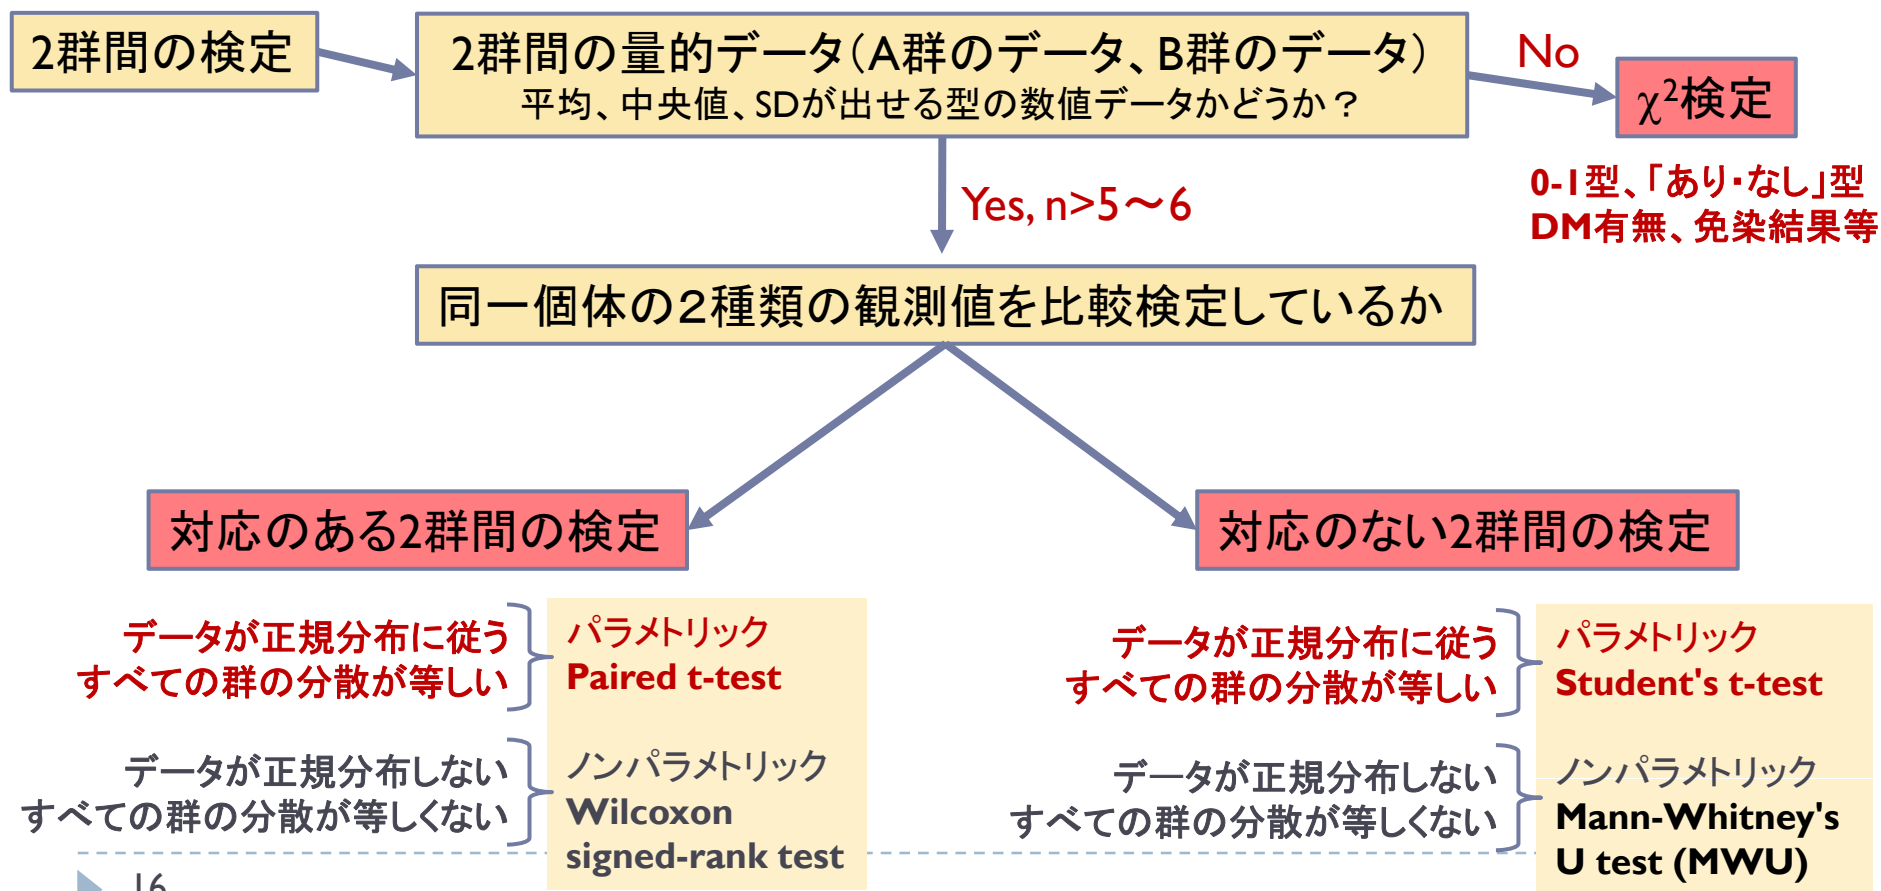 2群間の検定
2群間の量的データ(A群のデータ、B群のデータ)
平均、中央値、SDが出せる型の数値データかどうか？
No
χ²検定
0-1型、「あり・なし」型
DM有無、免染結果等
Yes, n>5〜6
同一個体の２種類の観測値を比較検定しているか
対応のある2群間の検定
データが正規分布に従う
すべての群の分散が等しい
パラメトリック
Paired t-test
データが正規分布しない
すべての群の分散が等しくない
ノンパラメトリック
Wilcoxon
signed-rank test
対応のない2群間の検定
データが正規分布に従う
すべての群の分散が等しい
パラメトリック
Student's t-test
データが正規分布しない
すべての群の分散が等しくない
ノンパラメトリック
Mann-Whitney's
U test (MWU)
16